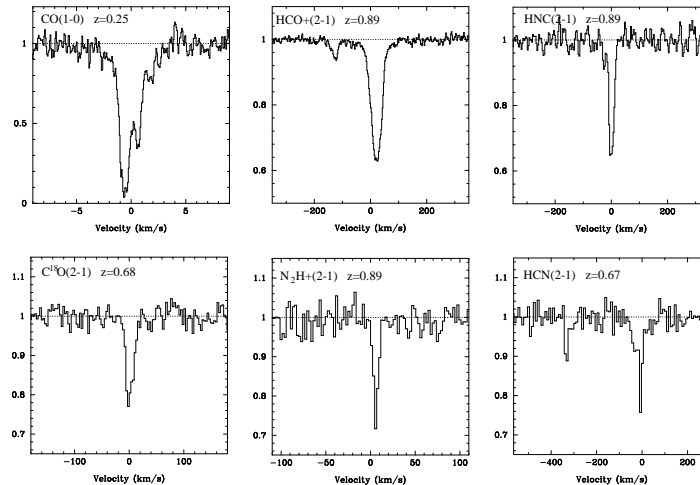 CO(1-0) z=0.25
1
0.5
0
−5 0 5
Velocity (km/s)
HCO+(2-1) z=0.89
1
0.8
0.6
−200 0 200
Velocity (km/s)
HNC(2-1) z=0.89
1
0.8
0.6
−200 0 200
Velocity (km/s)
C¹⁸O(2-1) z=0.68
1.1
1
0.9
0.8
0.7
−100 0 100
Velocity (km/s)
N₂H+(2-1) z=0.89
1.1
1
0.9
0.8
0.7
−100 −50 0 50 100
Velocity (km/s)
HCN(2-1) z=0.67
1.1
1
0.9
0.8
0.7
−400 −200 0 200
Velocity (km/s)